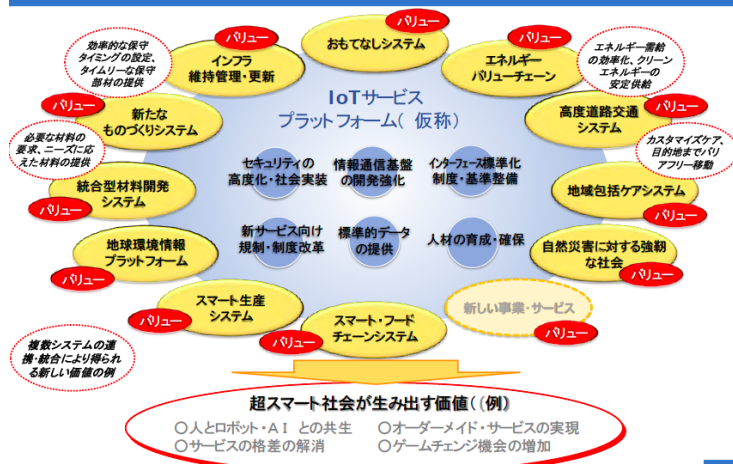 バリュー
おもてなしシステム
バリュー
インフラ
維持管理・更新
バリュー
エネルギー
バリューチェーン
効率的な保守
タイミングの設定、
タイムリーな保守
部材の提供
エネルギー需給
の効率化、クリーン
エネルギーの
安定供給
IoTサービス
プラットフォーム(仮称)
バリュー
新たな
ものづくりシステム
バリュー
高度道路交通
システム
必要な材料の
要求、ニーズに応
えた材料の提供
カスタマイズケア、
目的地までバリ
アフリー移動
セキュリティの
高度化・社会実装
情報通信基盤
の開発強化
インターフェース標準化
制度・基準整備
統合型材料開発
システム
バリュー
地域包括ケアシステム
バリュー
新サービス向け
規制・制度改革
標準的データ
の提供
人材の育成・確保
地球環境情報
プラットフォーム
バリュー
自然災害に対する強靭
な社会
バリュー
スマート生産
システム
バリュー
スマート・フード
チェーンシステム
バリュー
新しい事業・サービス
バリュー
複数システムの連
携・統合により得られ
る新しい価値の例
超スマート社会が生み出す価値((例)
○人とロボット・AI との共生
○オーダーメイド・サービスの実現
○サービスの格差の解消
○ゲームチェンジ機会の増加